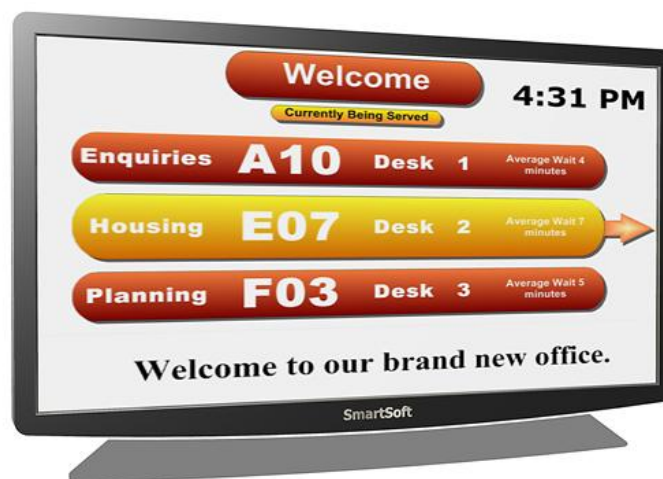 Welcome
4:31 PM
Currently Being Served
Enquiries A10 Desk 1 Average Wait 4
minutes
Housing E07 Desk 2 Average Wait 7
minutes
Planning F03 Desk 3 Average Wait 5
minutes
Welcome to our brand new office.
SmartSoft